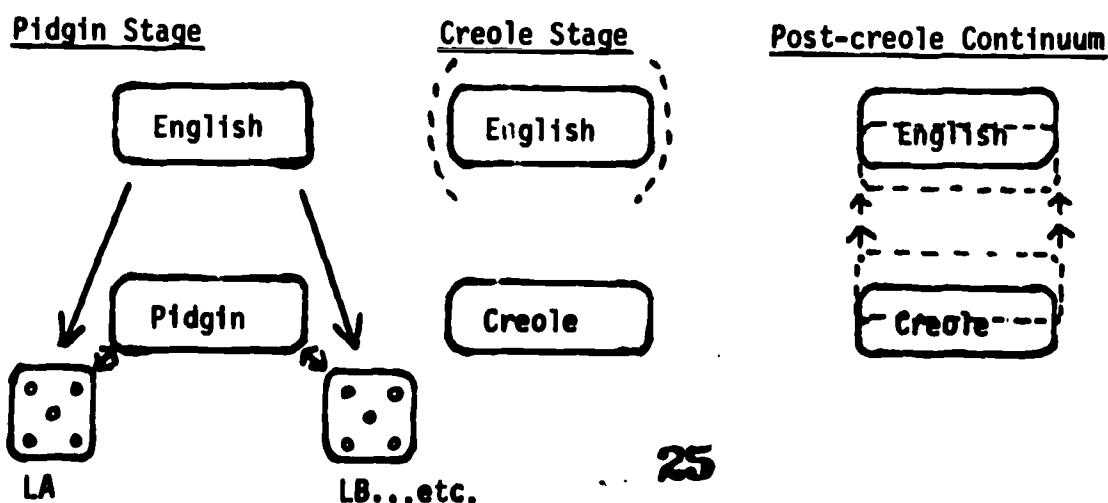 Pidgin Stage
Creole Stage
Post-creole Continuum
English
English
English
Pidgin
Creole
Creole
LA
LB...etc.
25